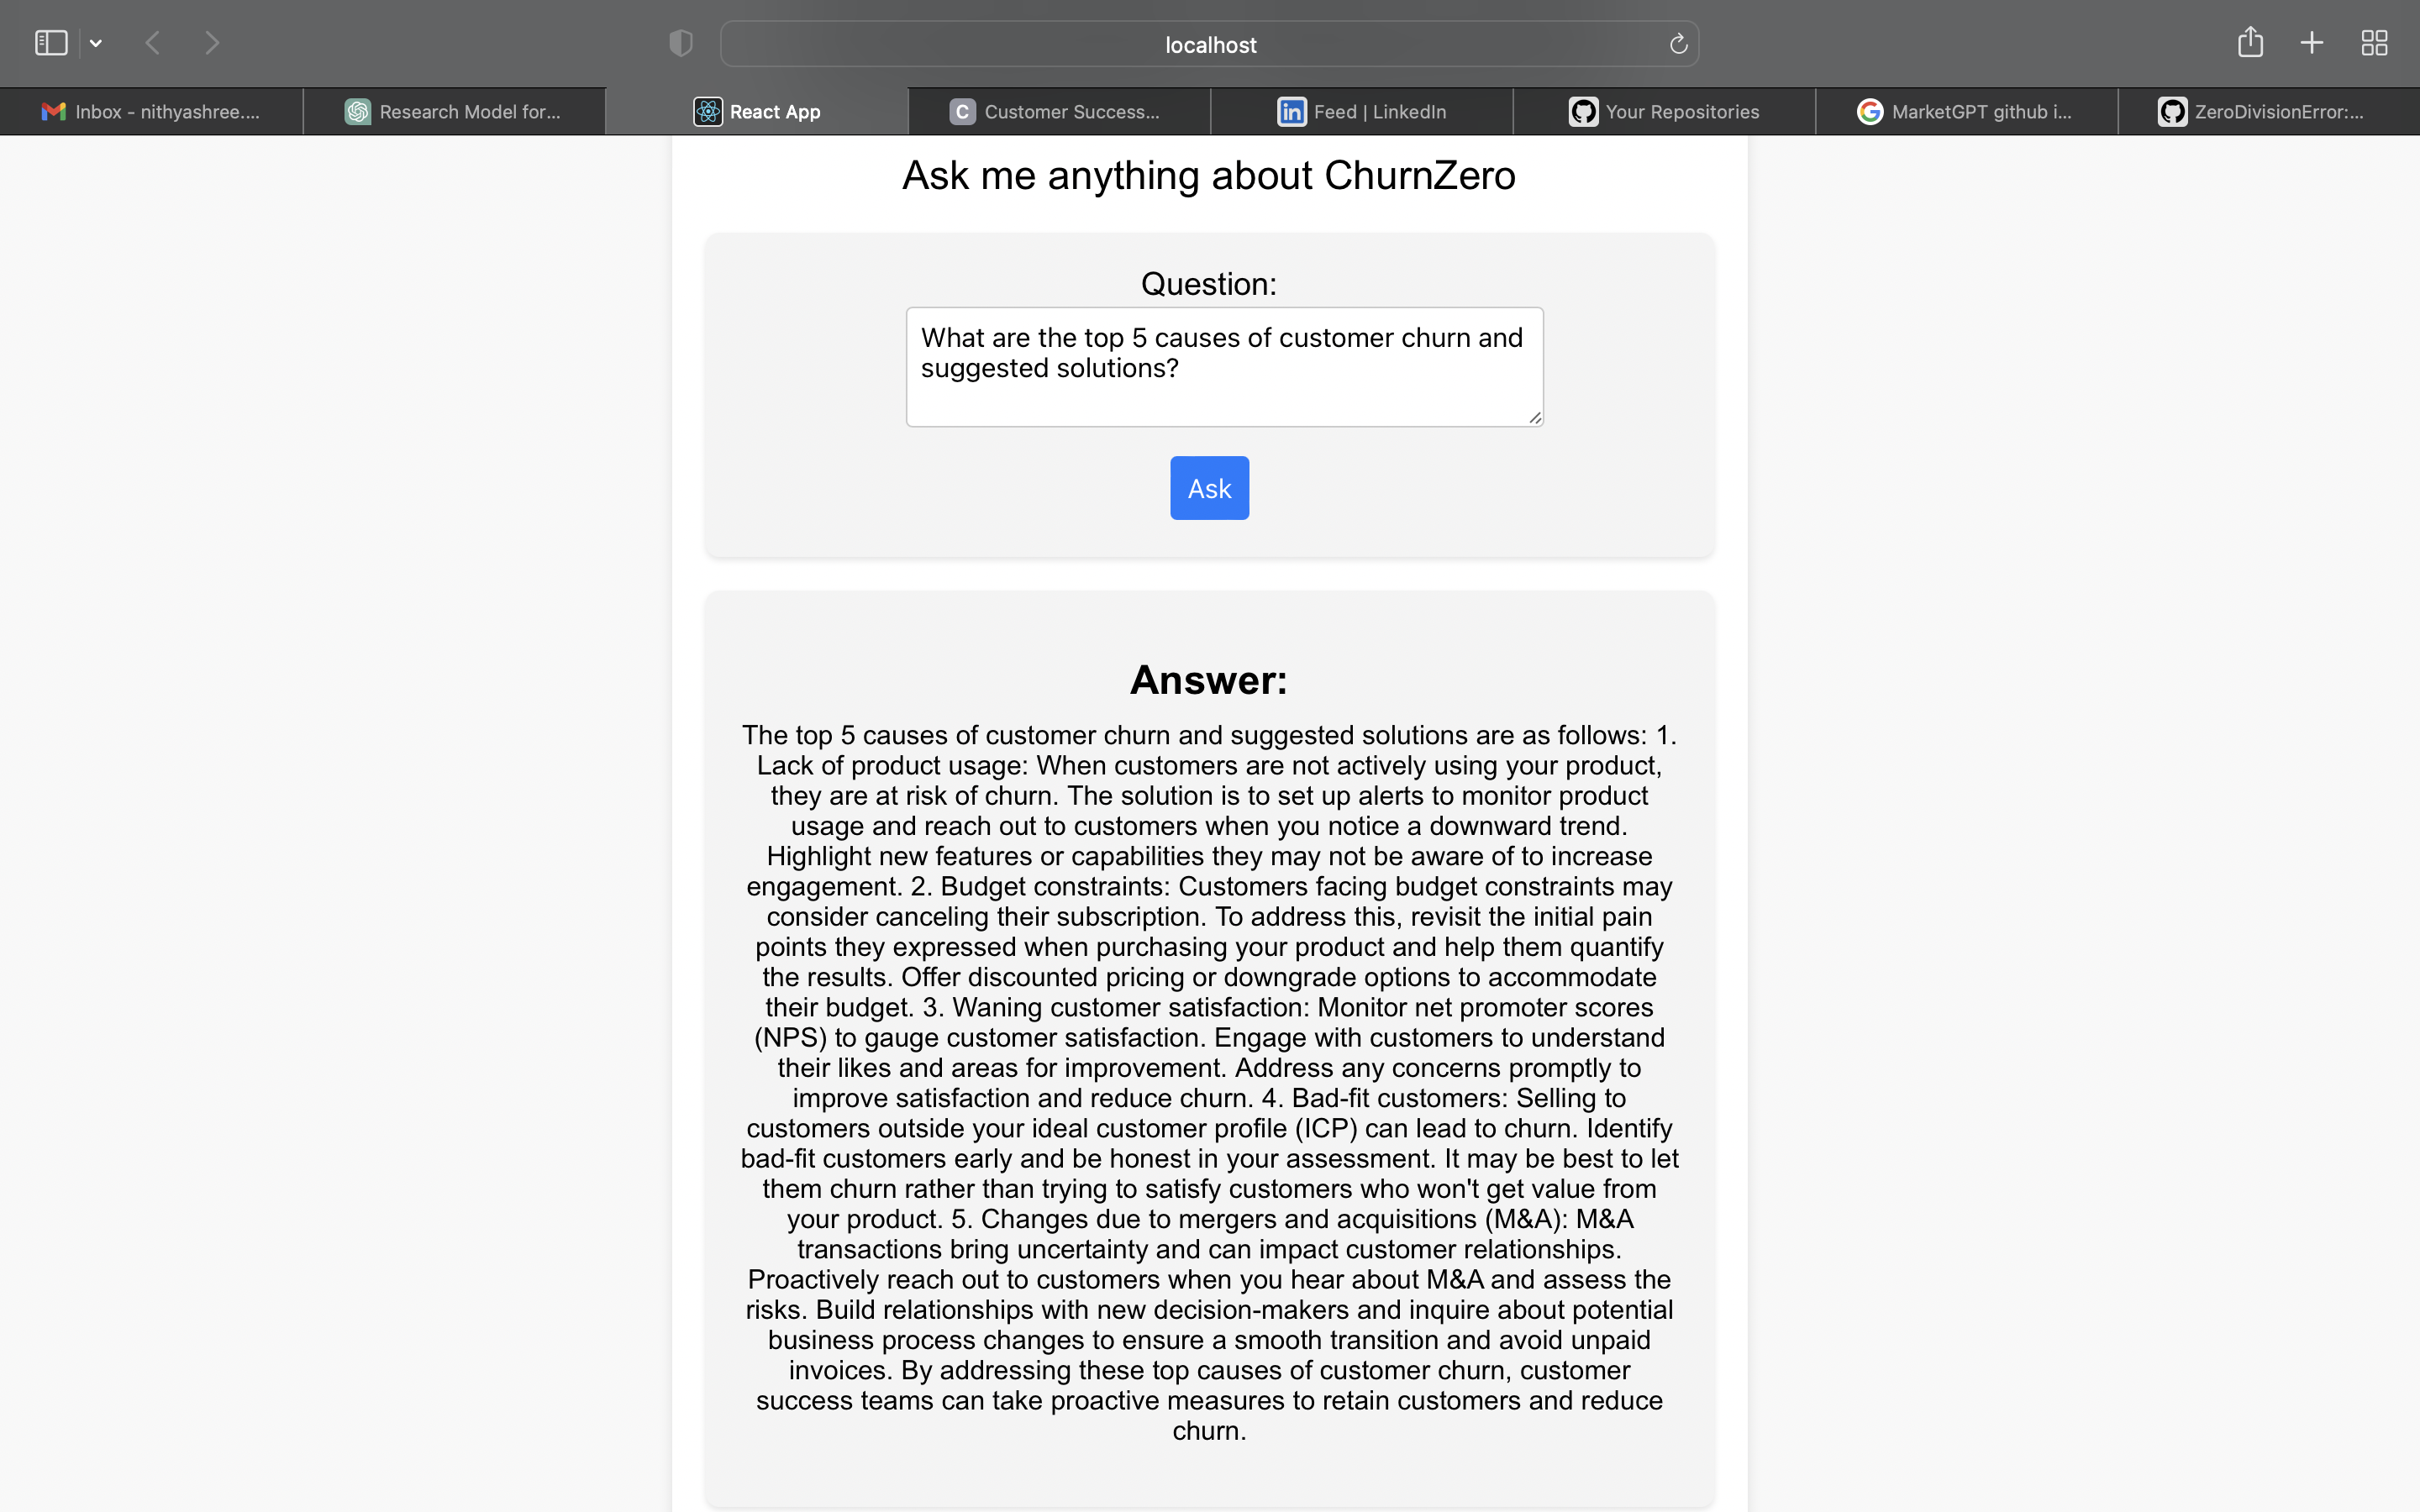 localhost
Inbox - nithyashree....
Research Model for...
React App
C
Customer Success...
in
Feed | LinkedIn
Your Repositories
MarketGPT github i...
ZeroDivisionError:...
Ask me anything about ChurnZero
Question:
What are the top 5 causes of customer churn and
suggested solutions?
Ask
Answer:
The top 5 causes of customer churn and suggested solutions are as follows: 1.
Lack of product usage: When customers are not actively using your product,
they are at risk of churn. The solution is to set up alerts to monitor product
usage and reach out to customers when you notice a downward trend.
Highlight new features or capabilities they may not be aware of to increase
engagement. 2. Budget constraints: Customers facing budget constraints may
consider canceling their subscription. To address this, revisit the initial pain
points they expressed when purchasing your product and help them quantify
the results. Offer discounted pricing or downgrade options to accommodate
their budget. 3. Waning customer satisfaction: Monitor net promoter scores
(NPS) to gauge customer satisfaction. Engage with customers to understand
their likes and areas for improvement. Address any concerns promptly to
improve satisfaction and reduce churn. 4. Bad-fit customers: Selling to
customers outside your ideal customer profile (ICP) can lead to churn. Identify
bad-fit customers early and be honest in your assessment. It may be best to let
them churn rather than trying to satisfy customers who won't get value from
your product. 5. Changes due to mergers and acquisitions (M&A): M&A
transactions bring uncertainty and can impact customer relationships.
Proactively reach out to customers when you hear about M&A and assess the
risks. Build relationships with new decision-makers and inquire about potential
business process changes to ensure a smooth transition and avoid unpaid
invoices. By addressing these top causes of customer churn, customer
success teams can take proactive measures to retain customers and reduce
churn.